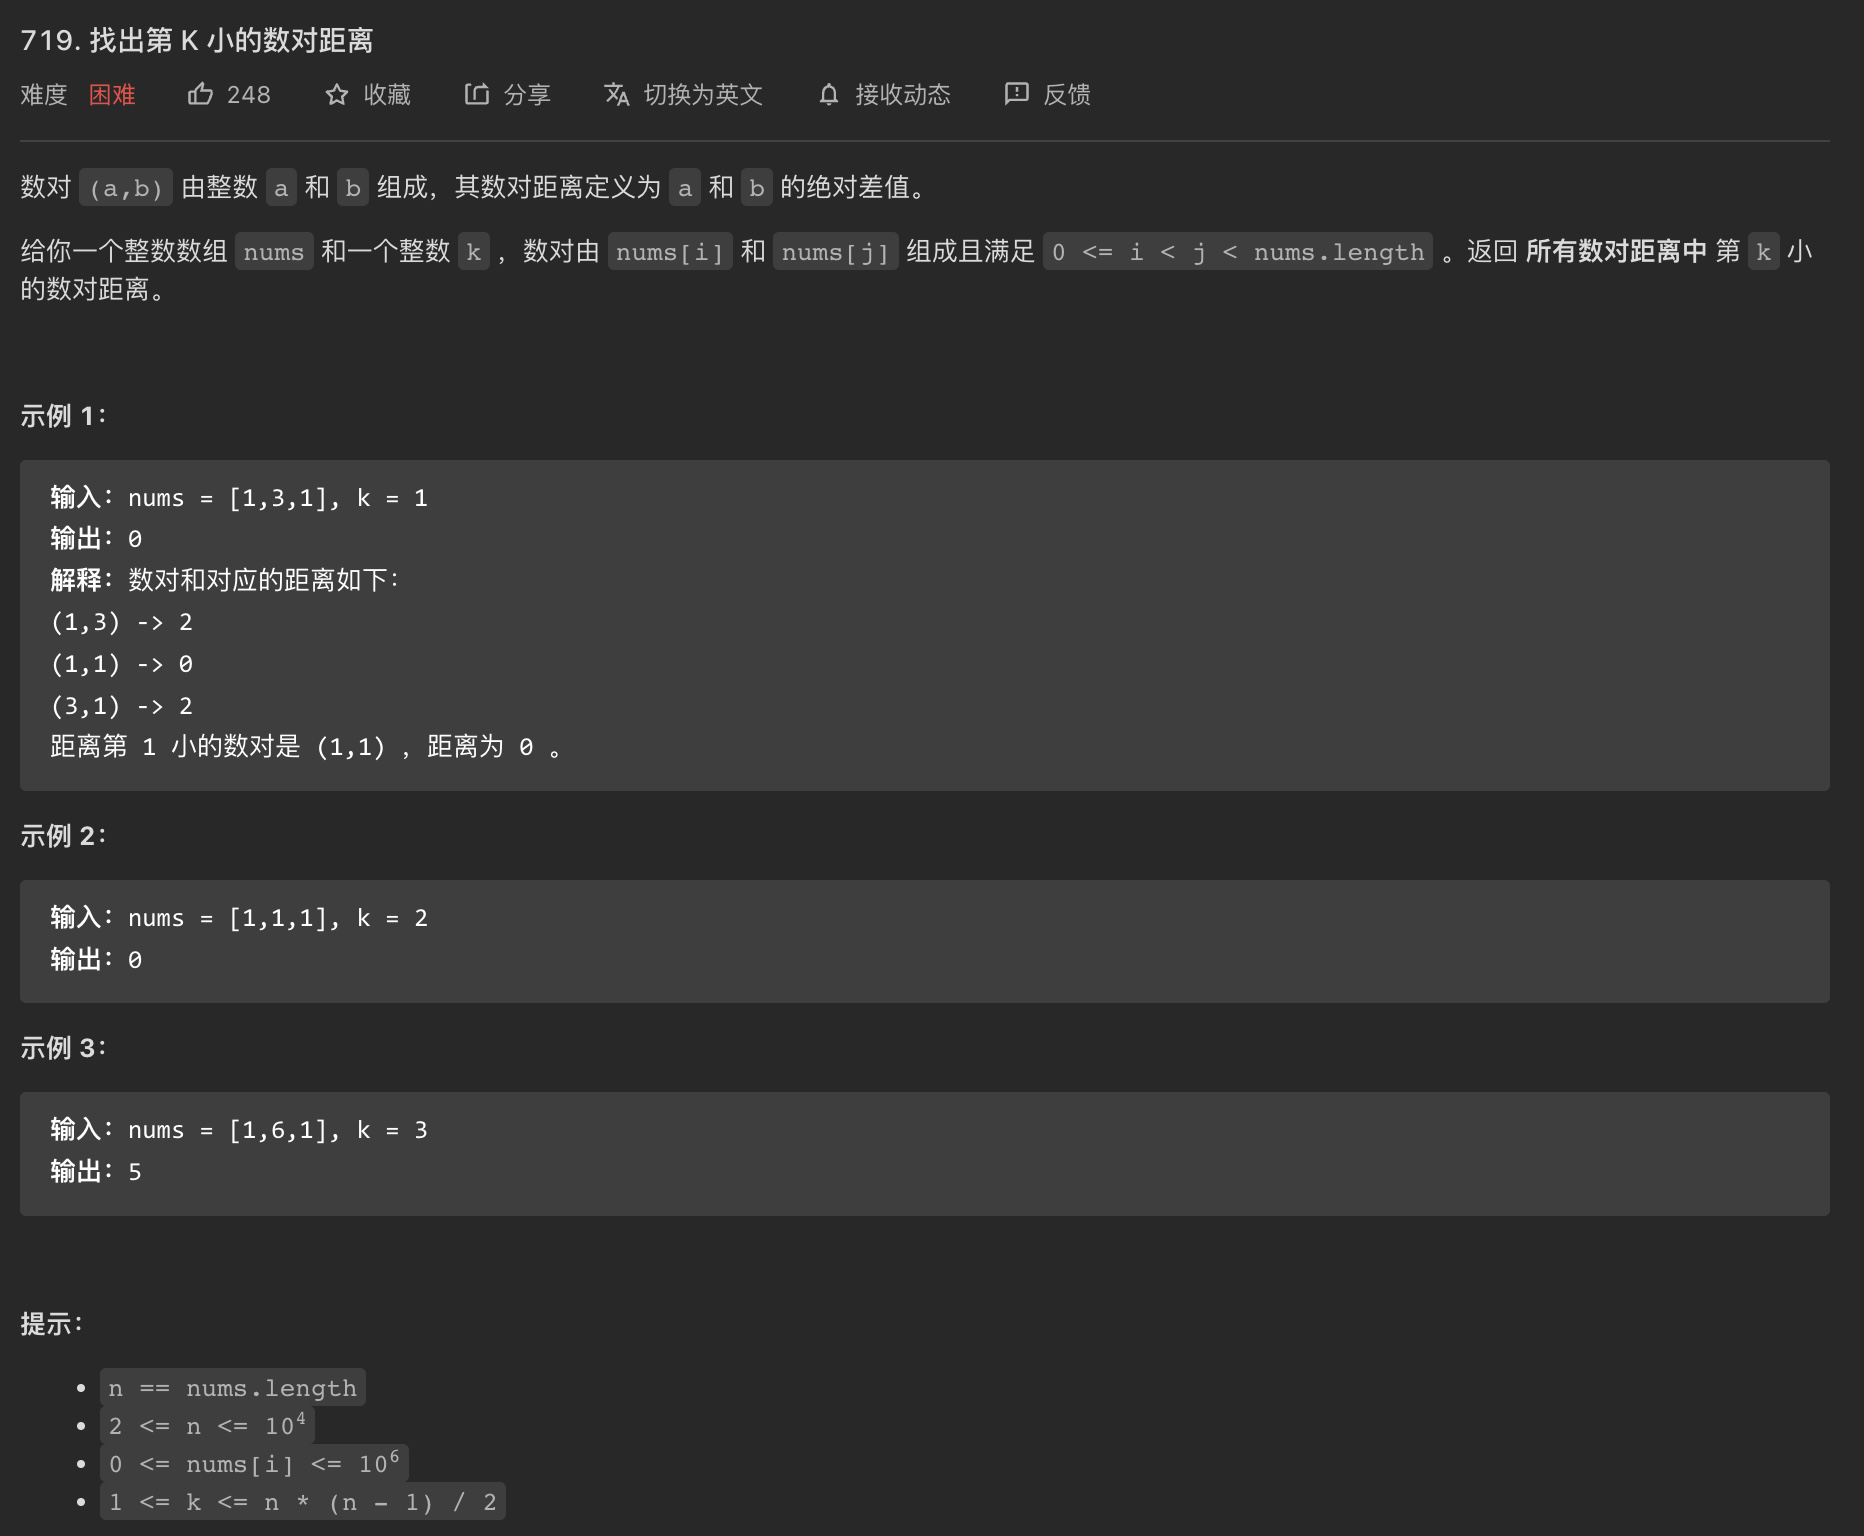 719. 找出第 K 小的数对距离
难度 困难 248 收藏 分享 切换为英文 接收动态 反馈
数对 (a,b) 由整数 a 和 b 组成，其数对距离定义为 a 和 b 的绝对差值。
给你一个整数数组 nums 和一个整数 k ，数对由 nums[i] 和 nums[j] 组成且满足 0 <= i < j < nums.length 。返回 所有数对距离中 第 k 小
的数对距离。
示例 1：
输入：nums = [1,3,1], k = 1
输出：0
解释：数对和对应的距离如下：
(1,3) -> 2
(1,1) -> 0
(3,1) -> 2
距离第 1 小的数对是 (1,1) ，距离为 0 。
示例 2：
输入：nums = [1,1,1], k = 2
输出：0
示例 3：
输入：nums = [1,6,1], k = 3
输出：5
提示：
n == nums.length
2 <= n <= 10⁴
0 <= nums[i] <= 10⁶
1 <= k <= n * (n - 1) / 2